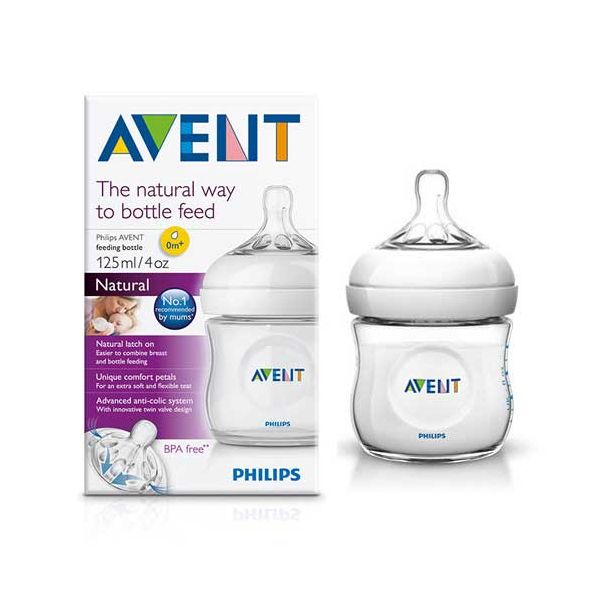 AVENT
The natural way
to bottle feed
Philips AVENT
feeding bottle
125ml/4oz
0m+
Natural
No.1
recommended
by mums*
Natural latch on
Easier to combine breast
and bottle feeding
Unique comfort petals
For an extra soft and flexible teat
Advanced anti-colic system
With innovative twin valve design
BPA free**
AVENT
PHILIPS
PHILIPS
AVENT
PHILIPS